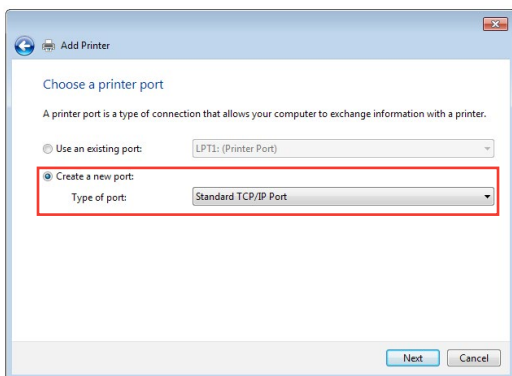 Add Printer
Choose a printer port
A printer port is a type of connection that allows your computer to exchange information with a printer.
Use an existing port: LPT1: (Printer Port)
Create a new port:
Type of port: Standard TCP/IP Port
Next Cancel